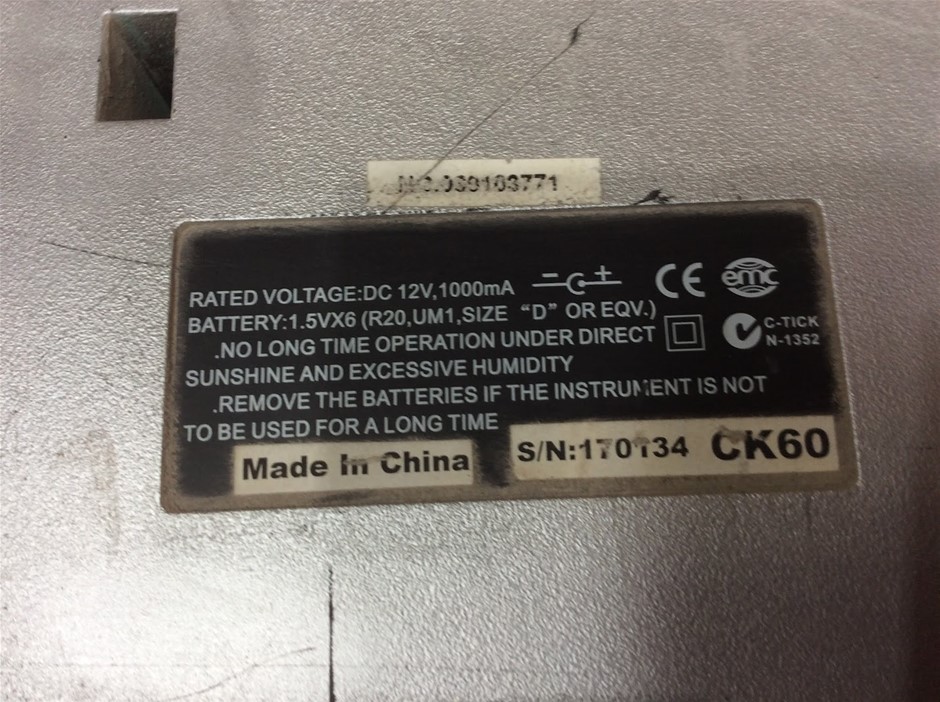 NO.039103771
RATED VOLTAGE:DC 12V,1000mA − +
BATTERY:1.5VX6 (R20,UM1,SIZE “D” OR EQV.)
.NO LONG TIME OPERATION UNDER DIRECT
SUNSHINE AND EXCESSIVE HUMIDITY
.REMOVE THE BATTERIES IF THE INSTRUMENT IS NOT
TO BE USED FOR A LONG TIME
CE emc
C-TICK
N-1352
Made In China
S/N:170134 CK60